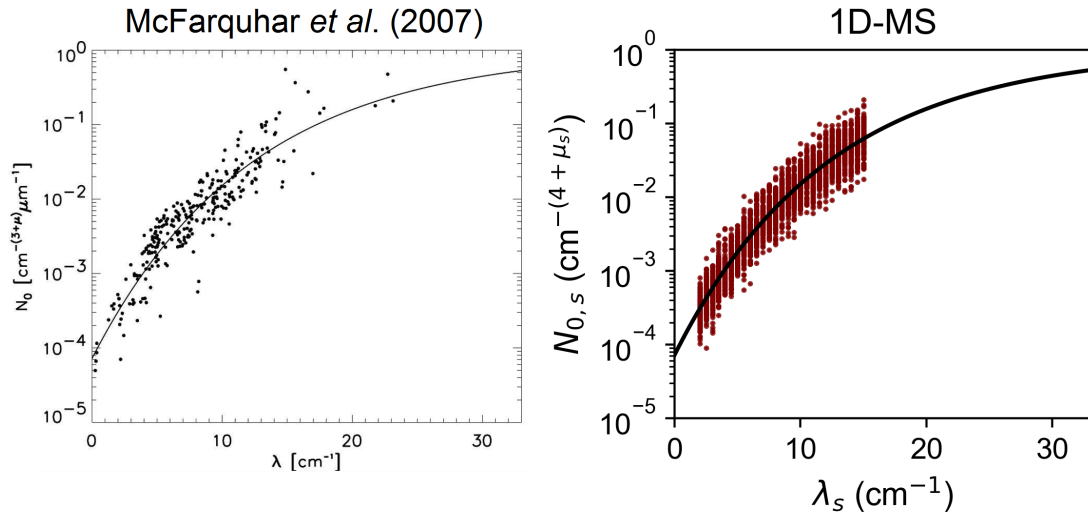 McFarquhar et al. (2007)
10⁰
10⁻¹
10⁻²
10⁻³
10⁻⁴
10⁻⁵
N₀ [cm⁻⁽³⁺μ⁾μm⁻¹]
0 10 20 30
λ [cm⁻¹]
1D-MS
10⁰
10⁻¹
10⁻²
10⁻³
10⁻⁴
10⁻⁵
N₀,ₛ (cm⁻⁽⁴ ⁺ μₛ⁾)
0 10 20 30
λₛ (cm⁻¹)